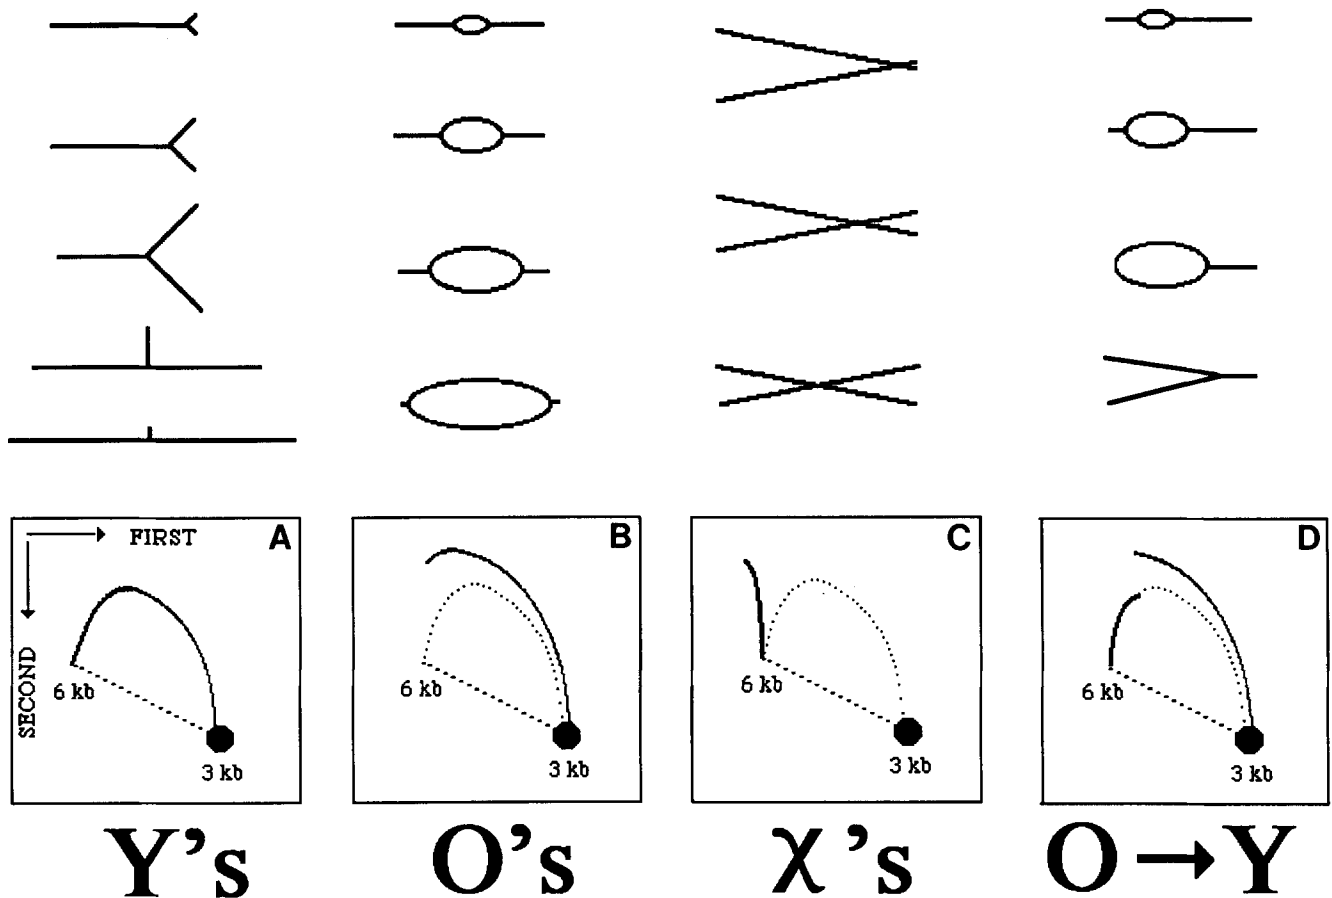 FIRST A
SECOND
6 kb
3 kb
B
6 kb
3 kb
C
6 kb
3 kb
D
6 kb
3 kb
Y's
O's
χ's
O → Y